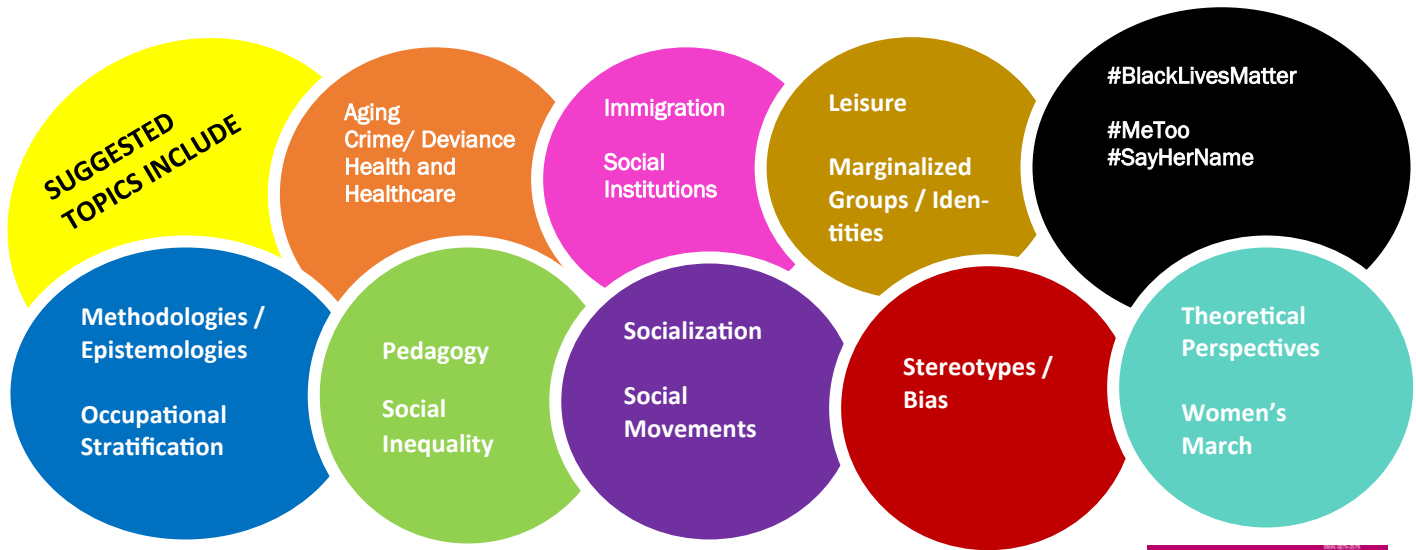 SUGGESTED
TOPICS INCLUDE
Aging
Crime/ Deviance
Health and
Healthcare
Immigration
Social
Institutions
Leisure
Marginalized
Groups / Iden-
tities
#BlackLivesMatter
#MeToo
#SayHerName
Methodologies /
Epistemologies
Occupational
Stratification
Pedagogy
Social
Inequality
Socialization
Social
Movements
Stereotypes /
Bias
Theoretical
Perspectives
Women’s
March